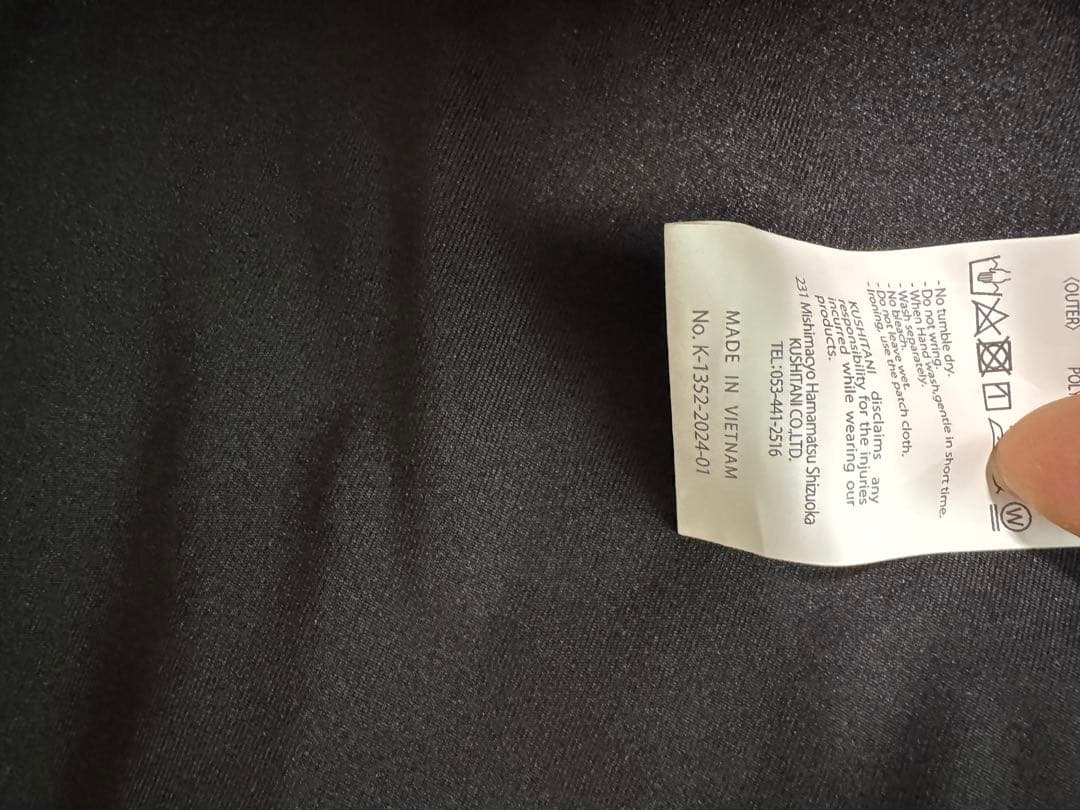 (OUTER)
W
-No tumble dry.
-Do not wring.
-When Hand wash,gentle in short time.
-Wash separately.
-No bleach.
-Do not leave wet.
-Ironing, use the patch cloth.
KUSHITANI disclaims any
responsibility for the injuries
incurred while wearing our
products.
231 Mishimacyo Hamamatsu Shizuoka
KUSHITANI CO.,LTD.
TEL:053-441-2516
MADE IN VIETNAM
No. K-1352-2024-01